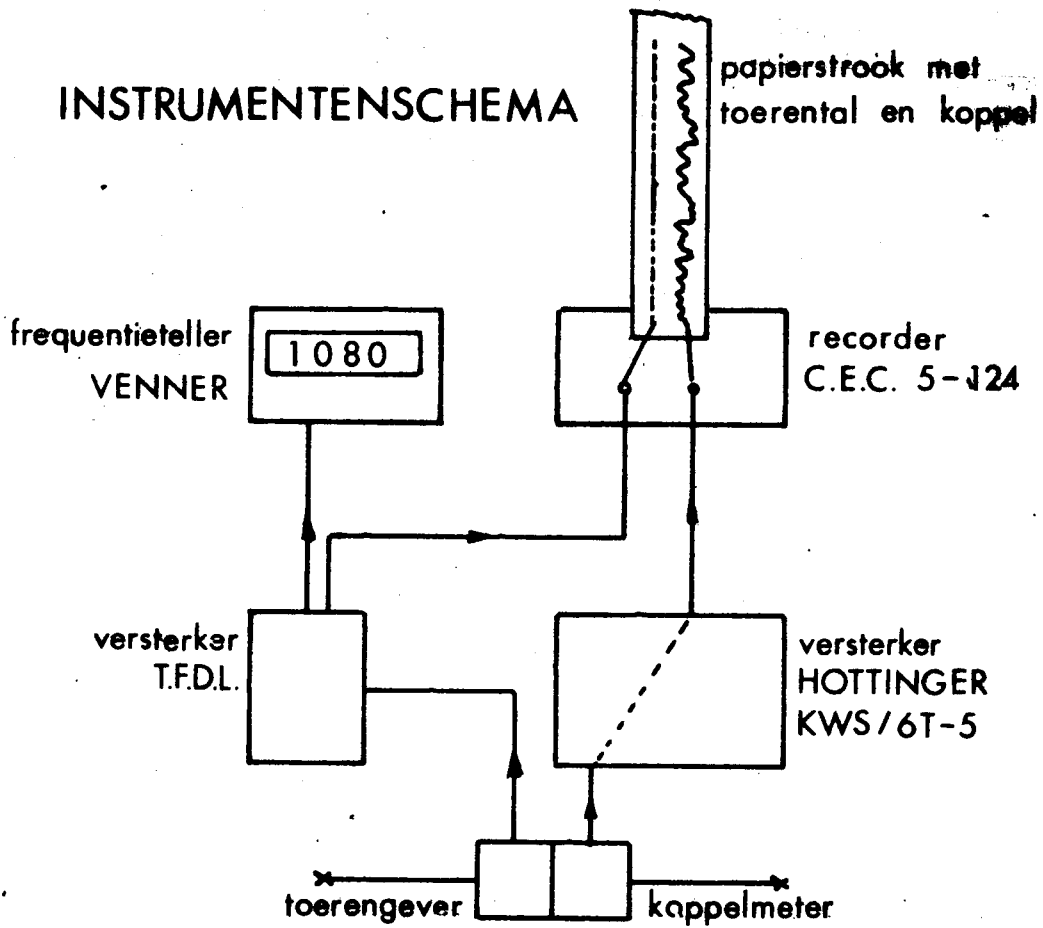 papierstrook met
INSTRUMENTENSCHEMA
toerental en koppel
frequentieteller
VENNER
1080
recorder
C.E.C. 5-124
versterker
T.F.D.L.
versterker
HOTTINGER
KWS/6T-5
toerengever
koppelmeter